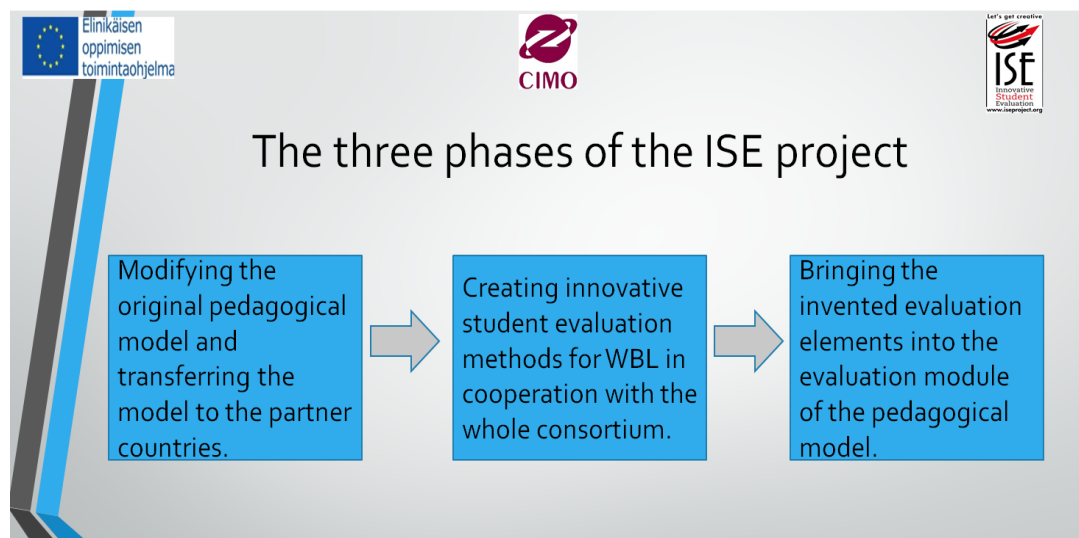 Elinikäisen
oppimisen
toimintaohjelma
CIMO
Let's get creative
ISE
Innovative
Student
Evaluation
www.iseproject.org
The three phases of the ISE project
Modifying the
original pedagogical
model and
transferring the
model to the partner
countries.
Creating innovative
student evaluation
methods for WBL in
cooperation with the
whole consortium.
Bringing the
invented evaluation
elements into the
evaluation module
of the pedagogical
model.